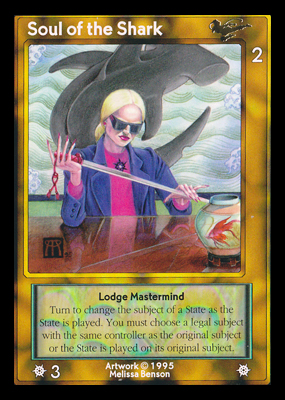 Soul of the Shark
2
Lodge Mastermind
Turn to change the subject of a State as the
State is played. You must choose a legal subject
with the same controller as the original subject
or the State is played on its original subject.
3
Artwork © 1995
Melissa Benson